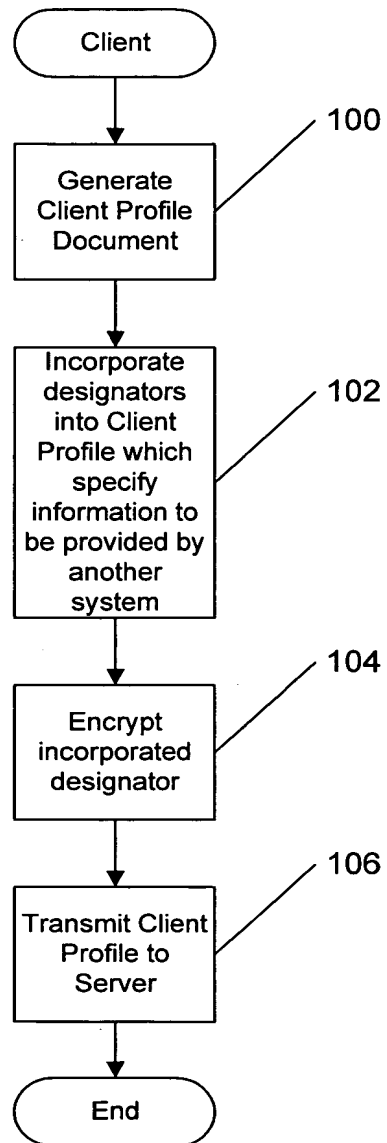 Client
100
Generate
Client Profile
Document
102
Incorporate
designators
into Client
Profile which
specify
information to
be provided by
another
system
104
Encrypt
incorporated
designator
106
Transmit Client
Profile to
Server
End